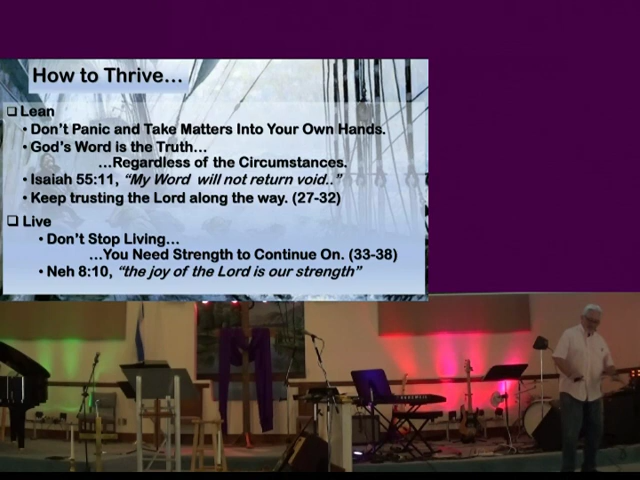 How to Thrive...
Lean
• Don't Panic and Take Matters Into Your Own Hands.
• God's Word is the Truth...
...Regardless of the Circumstances.
• Isaiah 55:11, "My Word will not return void.."
• Keep trusting the Lord along the way. (27-32)
Live
• Don't Stop Living...
...You Need Strength to Continue On. (33-38)
• Neh 8:10, "the joy of the Lord is our strength"